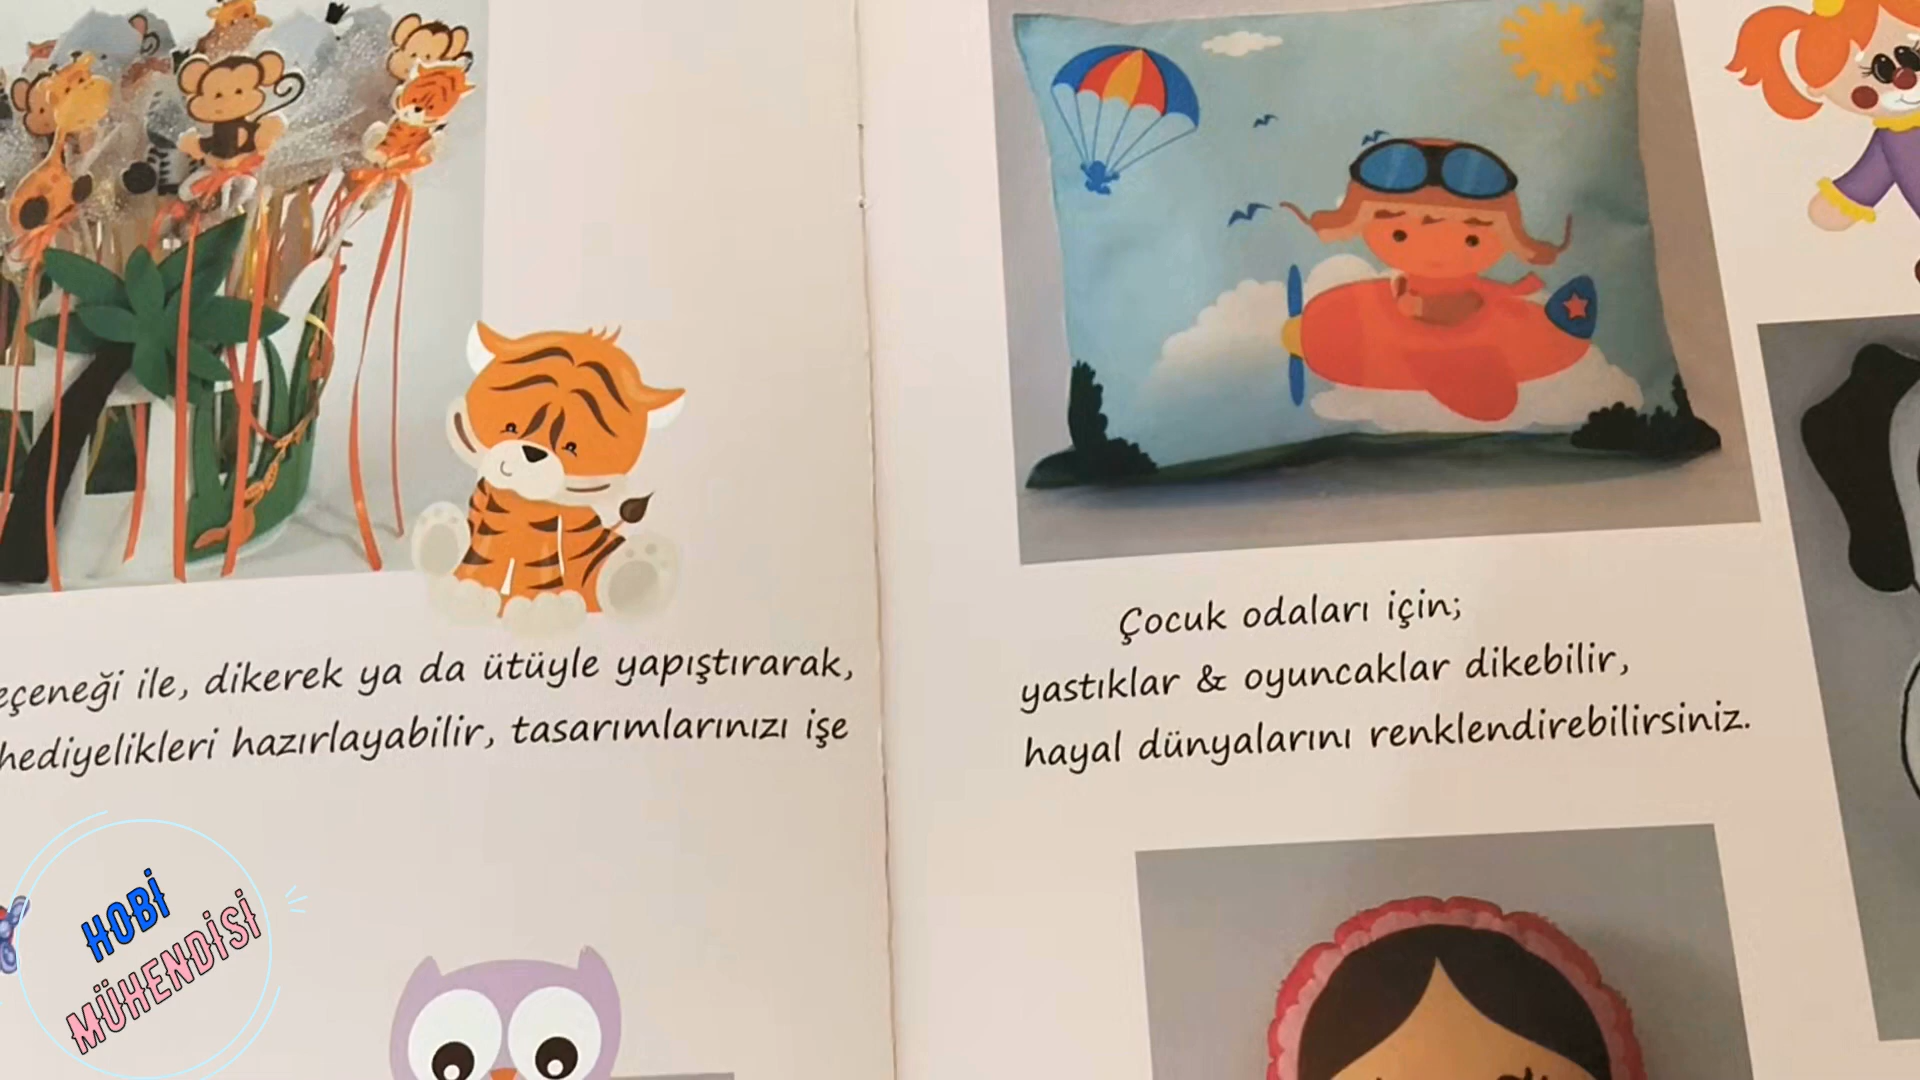 ile, dikerek ya da ütüyle yapıştırarak,
hediyelikleri hazırlayabilir, tasarımlarınızı işe
Çocuk odaları için;
yastıklar & oyuncaklar dikebilir,
hayal dünyalarını renklendirebilirsiniz.
HOBİ
MÜHENDİSİ